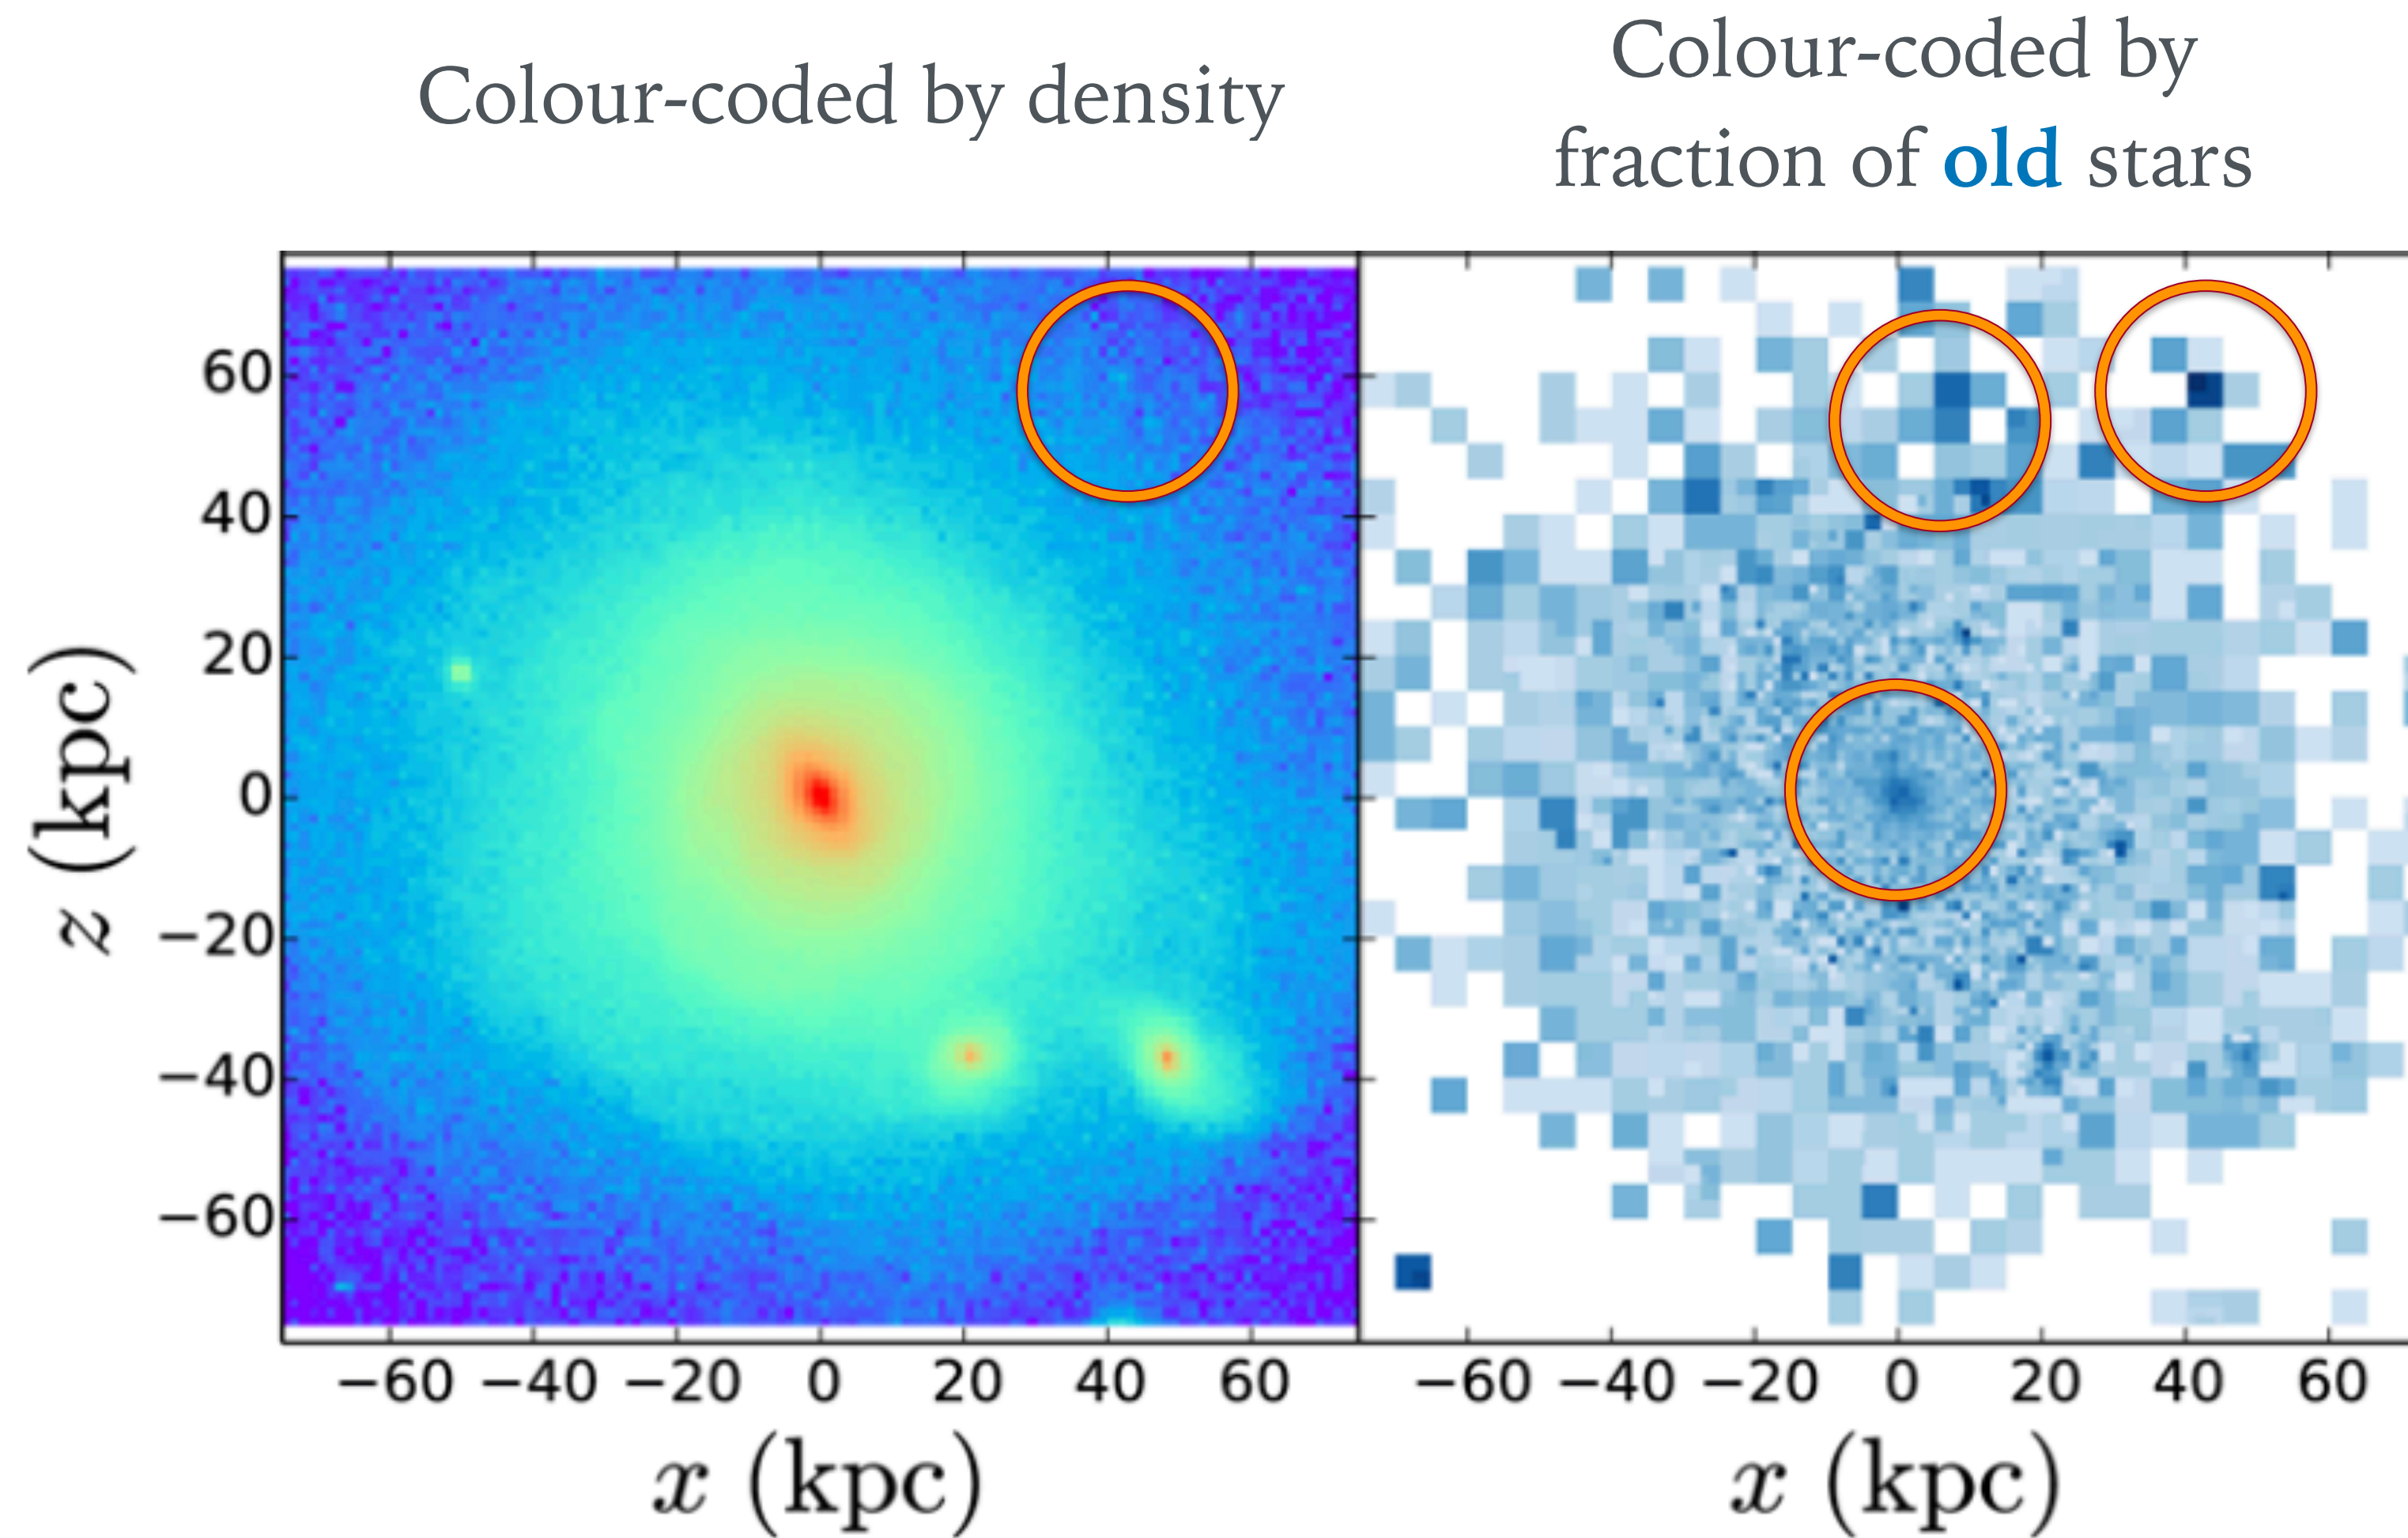 Colour-coded by density
Colour-coded by
fraction of old stars
z (kpc)
60
40
20
0
−20
−40
−60
−60 −40 −20 0 20 40 60
−60 −40 −20 0 20 40 60
x (kpc)
x (kpc)